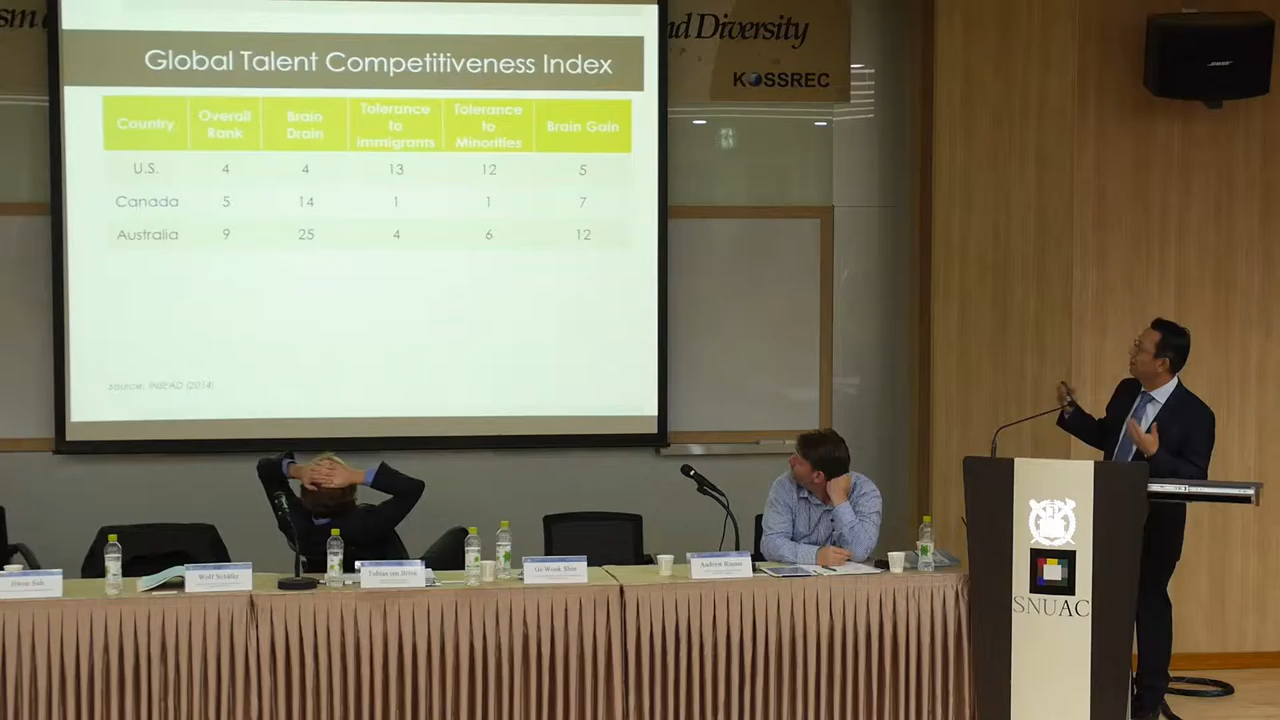 nd Diversity
KOSSREC
BOSE
Global Talent Competitiveness Index
Country Overall Rank Brain Drain Tolerance to immigrants Tolerance to Minorities Brain Gain
U.S. 4 4 13 12 5
Canada 5 14 1 1 7
Australia 9 25 4 6 12
source: INSEAD (2014)
Wolf Schäfer
Tobias ten Brink
Gi-Wook Shin
SNUAC